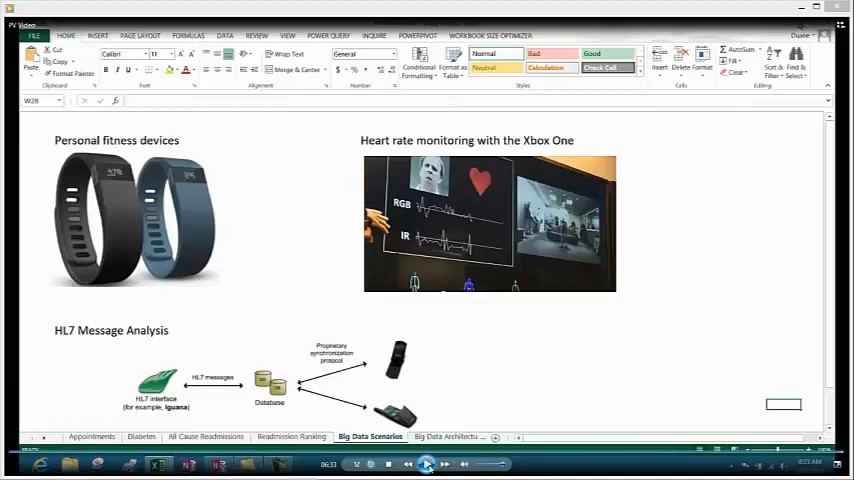 PV Video
FILE HOME INSERT PAGE LAYOUT FORMULAS DATA REVIEW VIEW POWER QUERY INQUIRE POWERPIVOT WORKBOOK SIZE OPTIMIZER Duane
Cut
Copy
Format Painter
Paste
Calibri 11
B I U
Wrap Text
Merge & Center
General
$ %
Conditional Formatting
Format as Table
Normal Bad Good
Neutral Calculation Check Cell
Insert Delete Format
AutoSum
Fill
Clear
Sort & Filter
Find & Select
Clipboard Font Alignment Number Styles Cells Editing
W28 fx
Personal fitness devices
Heart rate monitoring with the Xbox One
RGB
IR
HL7 Message Analysis
HL7 interface
(for example, Iguana)
HL7 messages
Database
Proprietary
synchronization
protocol
Appointments Diabetes All Cause Readmissions Readmission Ranking Big Data Scenarios Big Data Architectu ...
READY 100%
06:33
8:33 AM